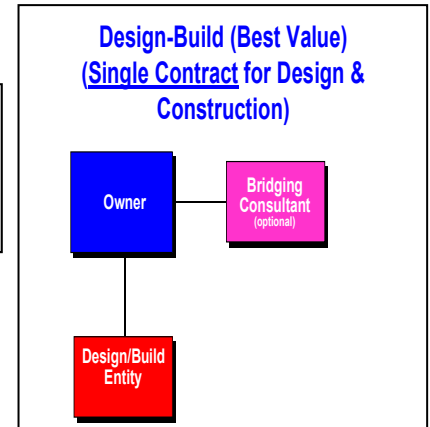 Design-Build (Best Value)
(Single Contract for Design &
Construction)
Owner
Bridging
Consultant
(optional)
Design/Build
Entity